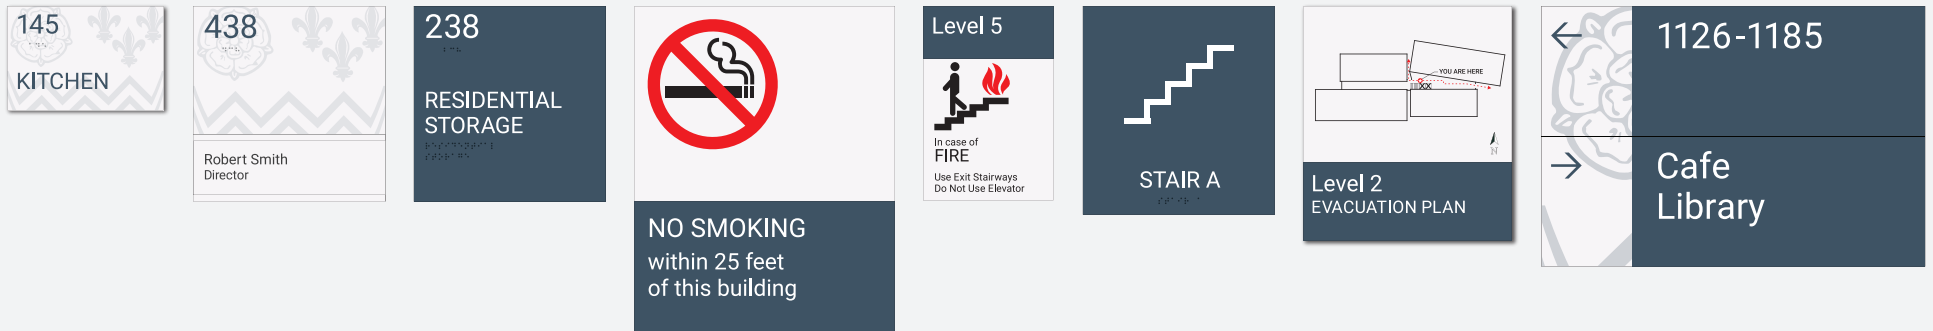 145
KITCHEN
438
Robert Smith
Director
238
RESIDENTIAL
STORAGE
NO SMOKING
within 25 feet
of this building
Level 5
In case of
FIRE
Use Exit Stairways
Do Not Use Elevator
STAIR A
YOU ARE HERE
N
Level 2
EVACUATION PLAN
← 1126-1185
→ Cafe
Library